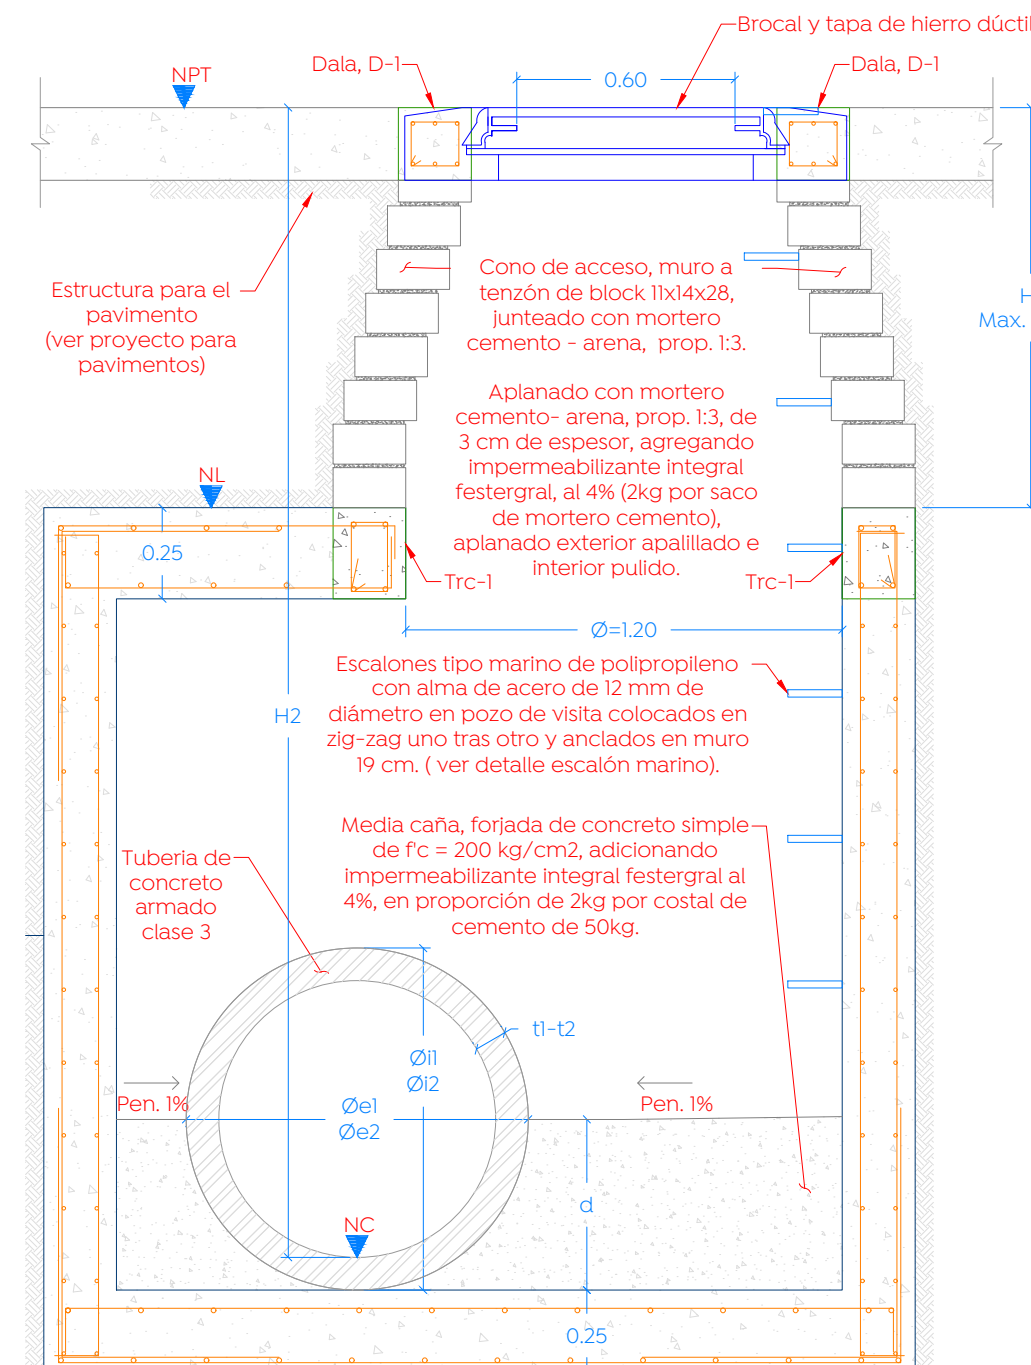 Brocal y tapa de hierro dúctil
Dala, D-1
Dala, D-1
NPT
0.60
Estructura para el
pavimento
(ver proyecto para
pavimentos)
Cono de acceso, muro a
tenzón de block 11x14x28,
junteado con mortero
cemento - arena, prop. 1:3.
H
Max.
Aplanado con mortero
cemento- arena, prop. 1:3, de
3 cm de espesor, agregando
impermeabilizante integral
festergral, al 4% (2kg por saco
de mortero cemento),
aplanado exterior apalillado e
interior pulido.
NL
0.25
Trc-1
Trc-1
Ø=1.20
Escalones tipo marino de polipropileno
con alma de acero de 12 mm de
diámetro en pozo de visita colocados en
zig-zag uno tras otro y anclados en muro
19 cm. ( ver detalle escalón marino).
H2
Media caña, forjada de concreto simple
de f'c = 200 kg/cm2, adicionando
impermeabilizante integral festergral al
4%, en proporción de 2kg por costal de
cemento de 50kg.
Tuberia de
concreto
armado
clase 3
t1-t2
Øi1
Øi2
Øe1
Øe2
Pen. 1%
Pen. 1%
d
NC
0.25